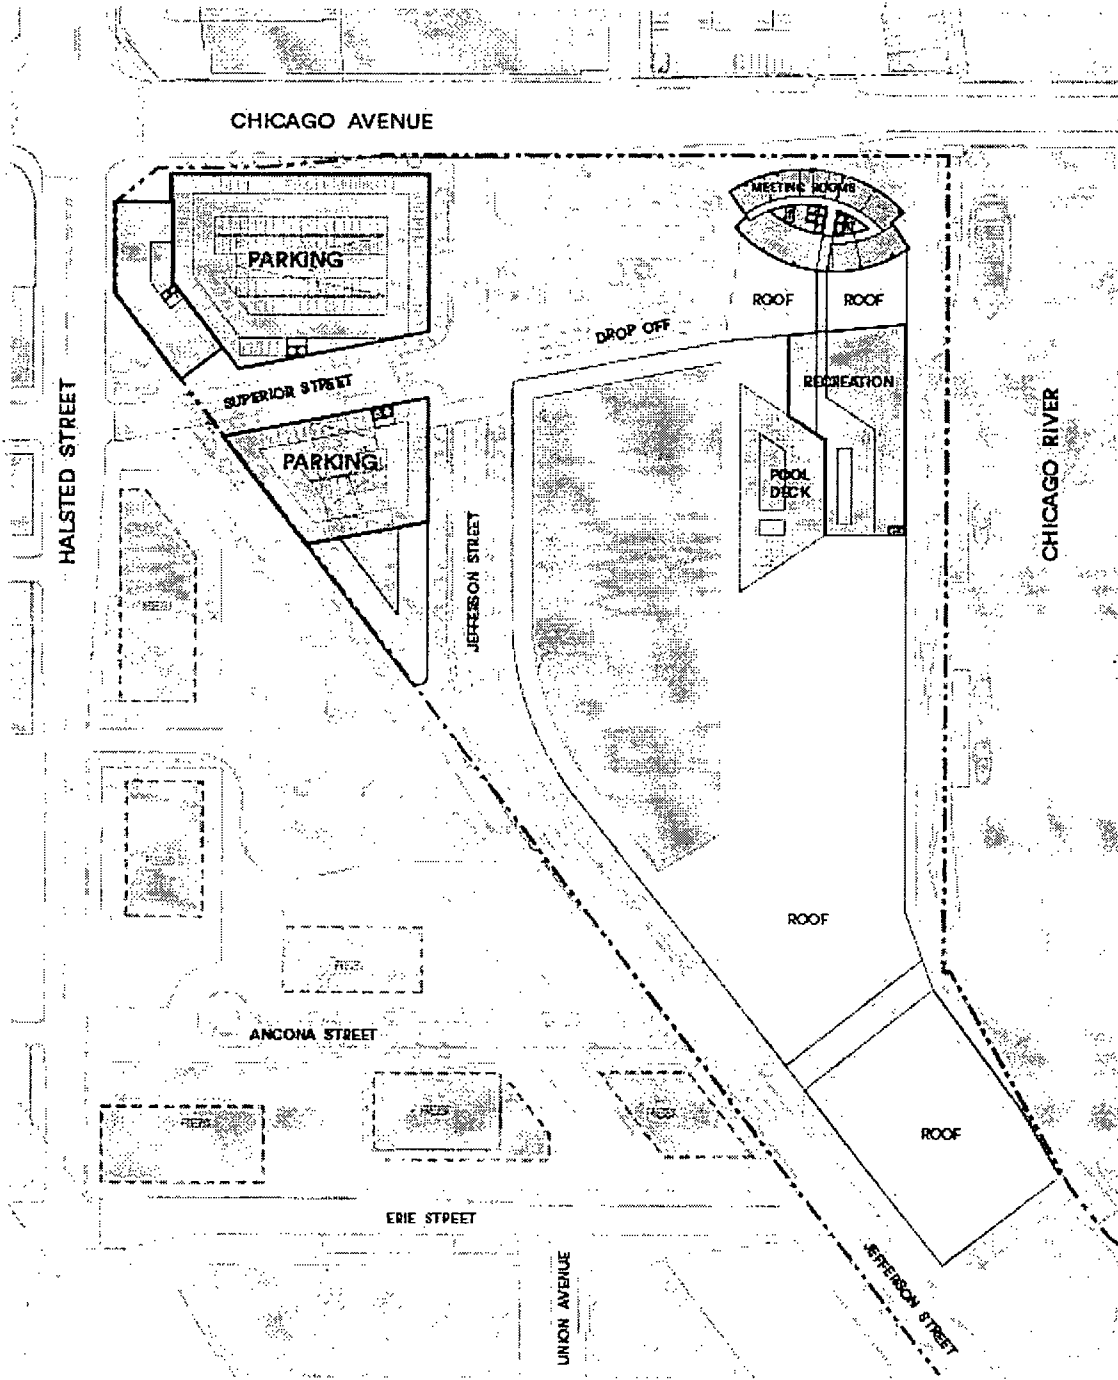 CHICAGO AVENUE
MEETING ROOMS
PARKING
ROOF
ROOF
DROP OFF
SUPERIOR STREET
RECREATION
HALSTED STREET
CHICAGO RIVER
PARKING
POOL
DECK
JEFFERSON STREET
ROOF
ANCONA STREET
ROOF
ERIE STREET
UNION AVENUE
JEFFERSON STREET